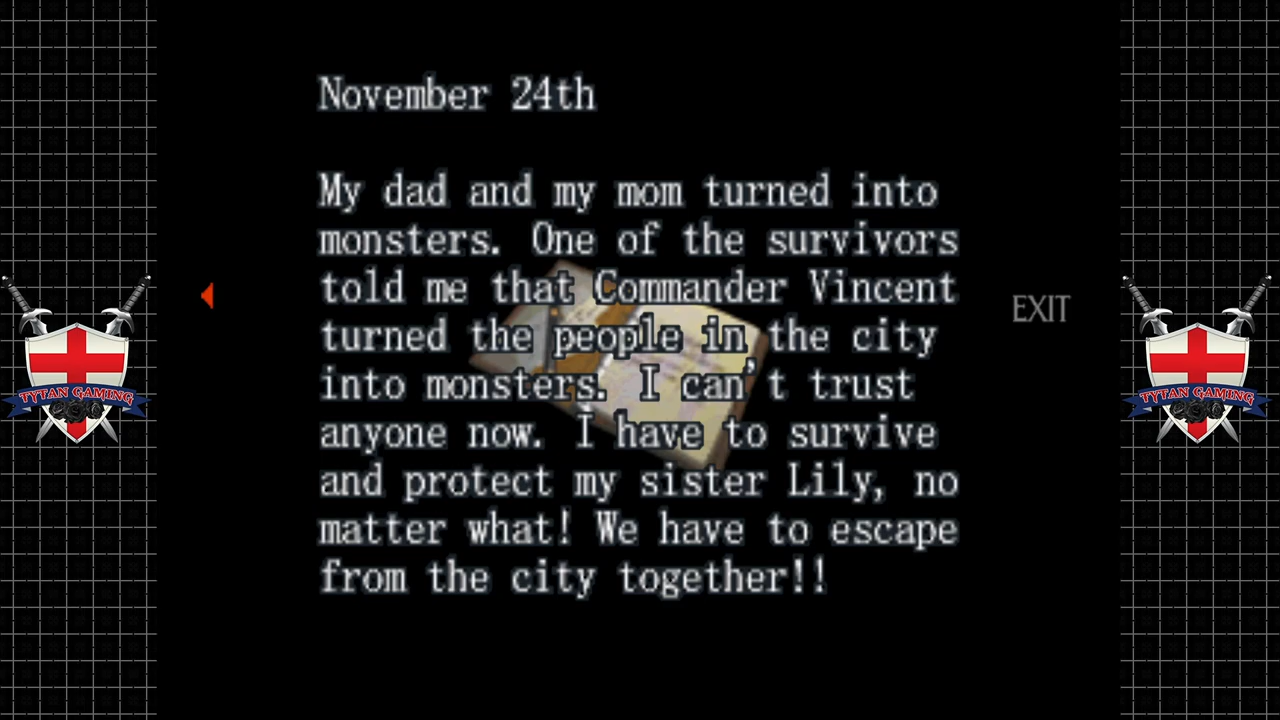 November 24th
My dad and my mom turned into
monsters. One of the survivors
told me that Commander Vincent
turned the people in the city
into monsters. I can't trust
anyone now. I have to survive
and protect my sister Lily, no
matter what! We have to escape
from the city together!!
EXIT
TYTAN GAMING
TYTAN GAMING